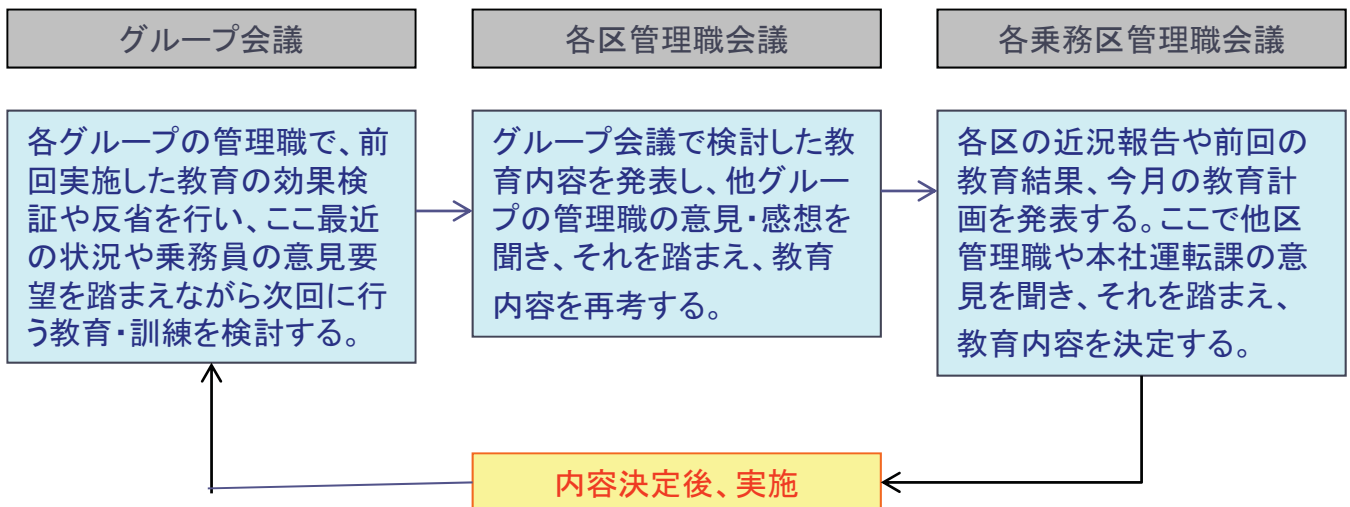 グループ会議
各区管理職会議
各乗務区管理職会議
各グループの管理職で、前
回実施した教育の効果検
証や反省を行い、ここ最近
の状況や乗務員の意見要
望を踏まえながら次回に行
う教育・訓練を検討する。
グループ会議で検討した教
育内容を発表し、他グルー
プの管理職の意見・感想を
聞き、それを踏まえ、教育
内容を再考する。
各区の近況報告や前回の
教育結果、今月の教育計
画を発表する。ここで他区
管理職や本社運転課の意
見を聞き、それを踏まえ、
教育内容を決定する。
内容決定後、実施